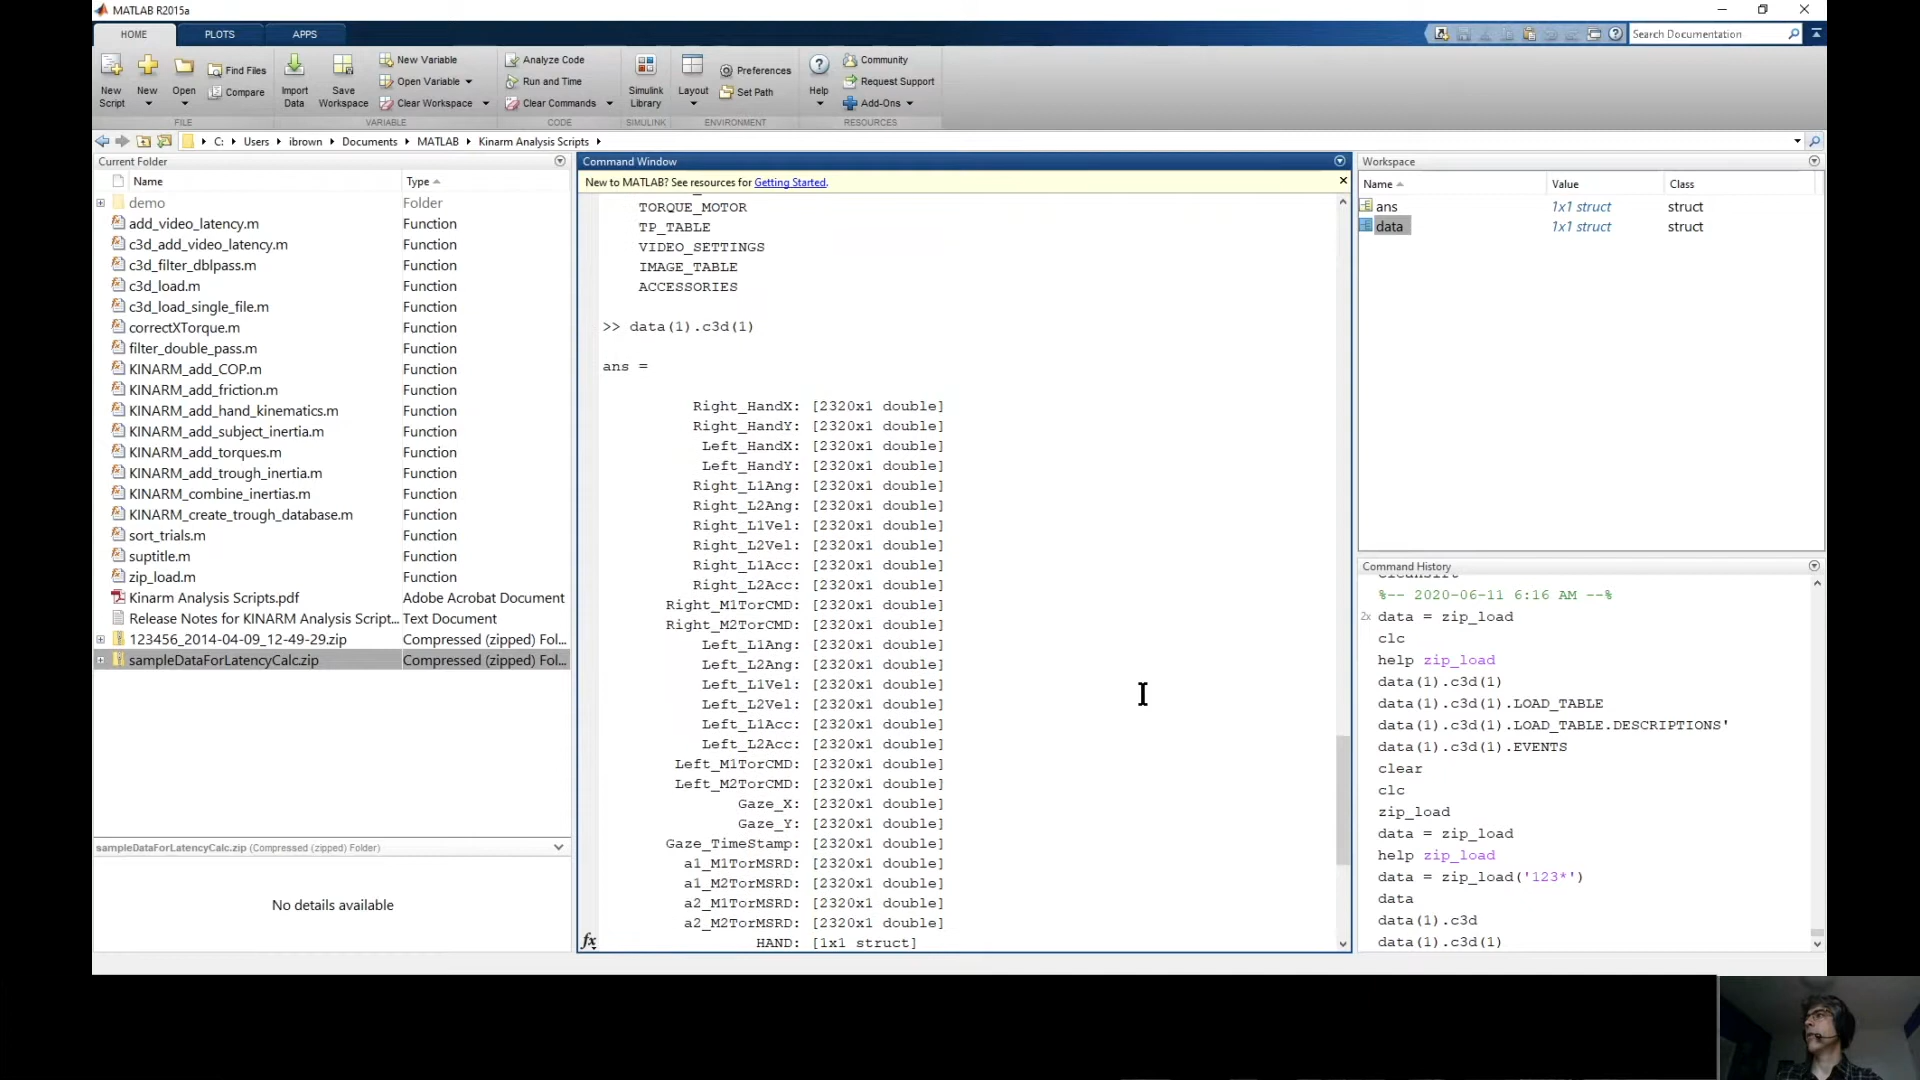 MATLAB R2015a
HOME
PLOTS
APPS
Search Documentation
New Script
New
Open
Find Files
Compare
FILE
Import Data
Save Workspace
New Variable
Open Variable
Clear Workspace
VARIABLE
Analyze Code
Run and Time
Clear Commands
CODE
Simulink Library
SIMULINK
Layout
Preferences
Set Path
ENVIRONMENT
Help
Community
Request Support
Add-Ons
RESOURCES
C: Users ibrown Documents MATLAB Kinarm Analysis Scripts
Current Folder
Name Type
demo Folder
add_video_latency.m Function
c3d_add_video_latency.m Function
c3d_filter_dblpass.m Function
c3d_load.m Function
c3d_load_single_file.m Function
correctXTorque.m Function
filter_double_pass.m Function
KINARM_add_COP.m Function
KINARM_add_friction.m Function
KINARM_add_hand_kinematics.m Function
KINARM_add_subject_inertia.m Function
KINARM_add_torques.m Function
KINARM_add_trough_inertia.m Function
KINARM_combine_inertias.m Function
KINARM_create_trough_database.m Function
sort_trials.m Function
suptitle.m Function
zip_load.m Function
Kinarm Analysis Scripts.pdf Adobe Acrobat Document
Release Notes for KINARM Analysis Script... Text Document
123456_2014-04-09_12-49-29.zip Compressed (zipped) Fol...
sampleDataForLatencyCalc.zip Compressed (zipped) Fol...
sampleDataForLatencyCalc.zip (Compressed (zipped) Folder)
No details available
Command Window
New to MATLAB? See resources for Getting Started.
TORQUE_MOTOR
TP_TABLE
VIDEO_SETTINGS
IMAGE_TABLE
ACCESSORIES
>> data(1).c3d(1)
ans =
Right_HandX: [2320x1 double]
Right_HandY: [2320x1 double]
Left_HandX: [2320x1 double]
Left_HandY: [2320x1 double]
Right_L1Ang: [2320x1 double]
Right_L2Ang: [2320x1 double]
Right_L1Vel: [2320x1 double]
Right_L2Vel: [2320x1 double]
Right_L1Acc: [2320x1 double]
Right_L2Acc: [2320x1 double]
Right_M1TorCMD: [2320x1 double]
Right_M2TorCMD: [2320x1 double]
Left_L1Ang: [2320x1 double]
Left_L2Ang: [2320x1 double]
Left_L1Vel: [2320x1 double]
Left_L2Vel: [2320x1 double]
Left_L1Acc: [2320x1 double]
Left_L2Acc: [2320x1 double]
Left_M1TorCMD: [2320x1 double]
Left_M2TorCMD: [2320x1 double]
Gaze_X: [2320x1 double]
Gaze_Y: [2320x1 double]
Gaze_TimeStamp: [2320x1 double]
a1_M1TorMSRD: [2320x1 double]
a1_M2TorMSRD: [2320x1 double]
a2_M1TorMSRD: [2320x1 double]
a2_M2TorMSRD: [2320x1 double]
HAND: [1x1 struct]
fx
Workspace
Name Value Class
ans 1x1 struct struct
data 1x1 struct struct
Command History
%-- 2020-06-11 6:16 AM --%
2x data = zip_load
clc
help zip_load
data(1).c3d(1)
data(1).c3d(1).LOAD_TABLE
data(1).c3d(1).LOAD_TABLE.DESCRIPTIONS'
data(1).c3d(1).EVENTS
clear
clc
zip_load
data = zip_load
help zip_load
data = zip_load('123*')
data
data(1).c3d
data(1).c3d(1)